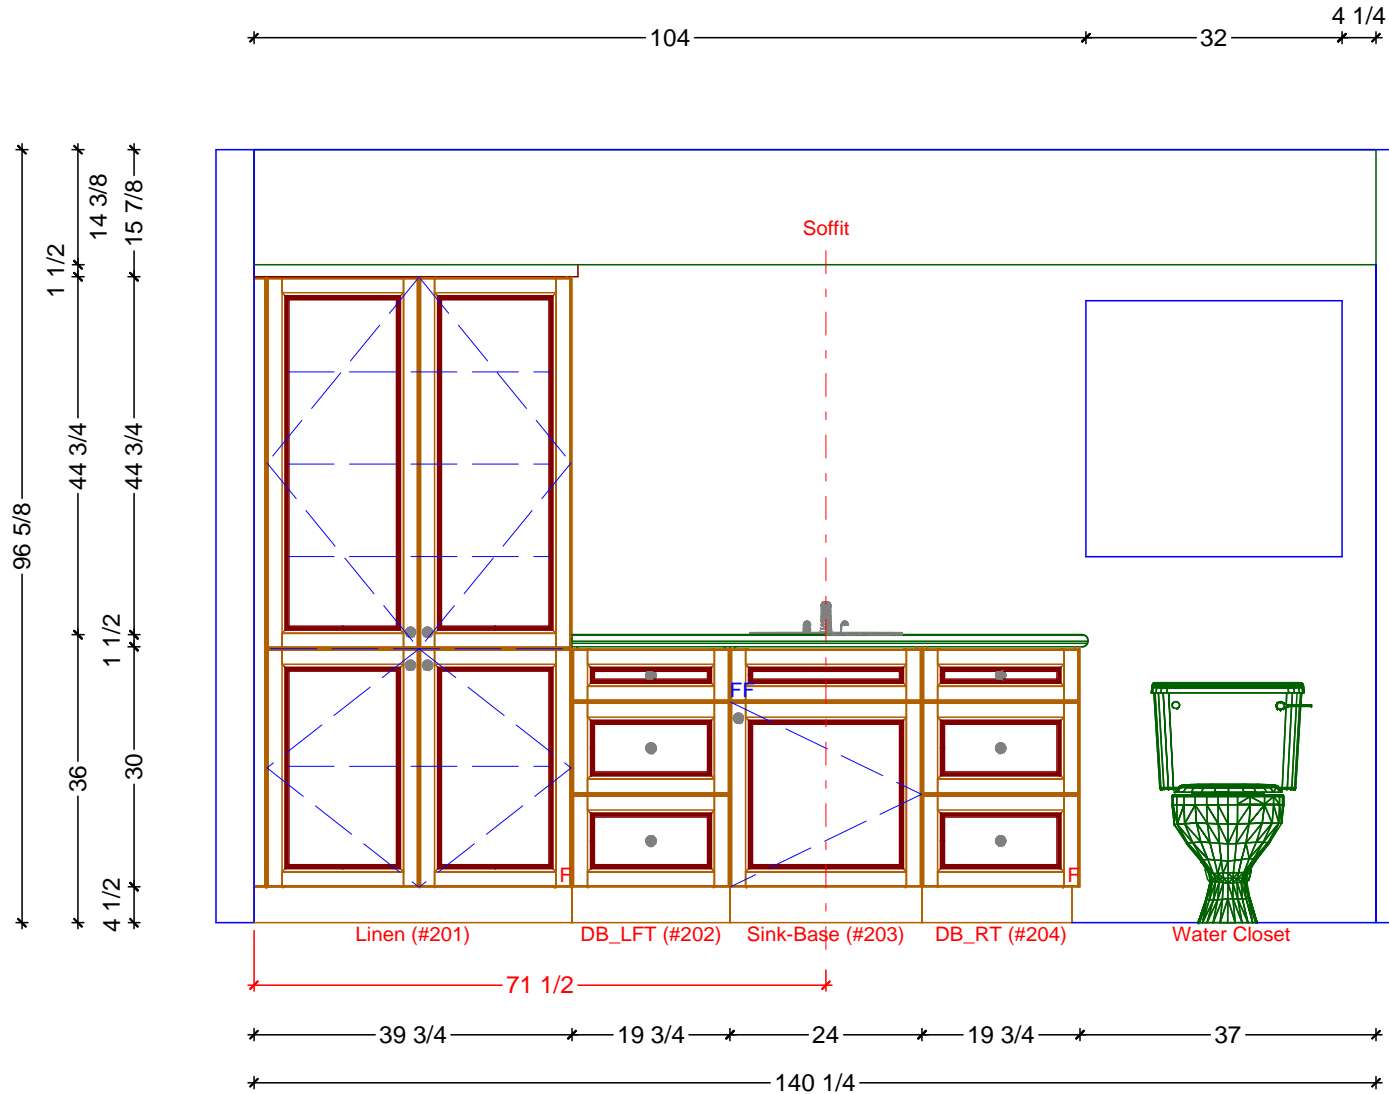 4 1/4
104
32
14 3/8
15 7/8
1 1/2
Soffit
44 3/4
44 3/4
96 5/8
1 1/2
FF
36
30
F
F
4 1/2
Linen (#201)
DB_LFT (#202)
Sink-Base (#203)
DB_RT (#204)
Water Closet
71 1/2
39 3/4
19 3/4
24
19 3/4
37
140 1/4